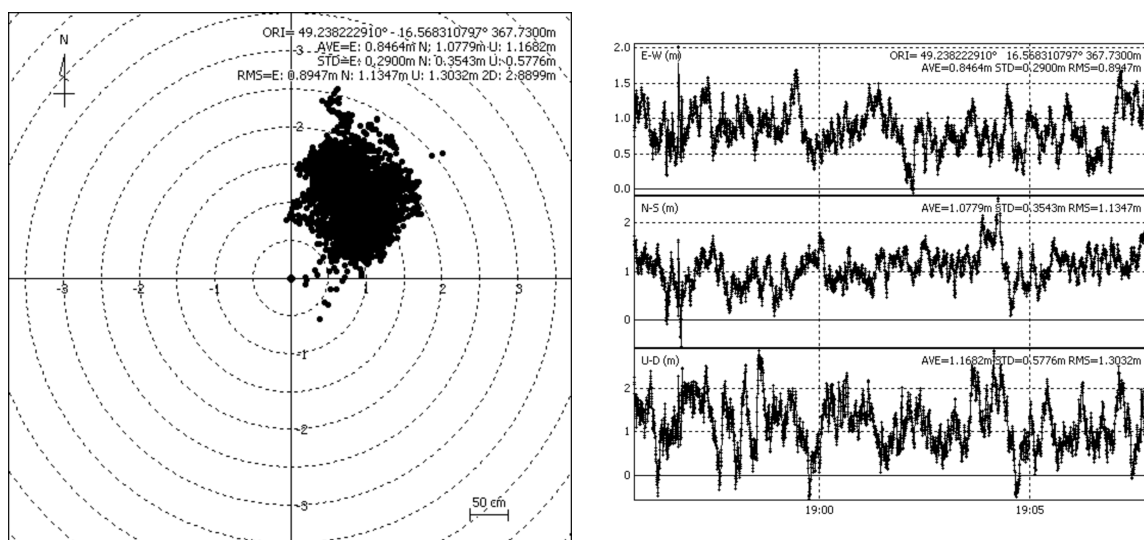 N
ORI= 49.238222910° - 16.568310797° 367.7300m
AVE=E: 0.8464m N: 1.0779m U: 1.1682m
STD=E: 0.2900m N: 0.3543m U: 0.5776m
RMS=E: 0.8947m N: 1.1347m U: 1.3032m 2D: 2.8899m
3
2
-3
-1
1
3
-1
-2
-3
50 cm
2.0
E-W (m)
ORI= 49.238222910° 16.568310797° 367.7300m
AVE=0.8464m STD=0.2900m RMS=0.8947m
1.5
1.0
0.5
0.0
N-S (m)
AVE=1.0779m STD=0.3543m RMS=1.1347m
2
1
0
U-D (m)
AVE=1.1682m STD=0.5776m RMS=1.3032m
2
1
0
19:00
19:05